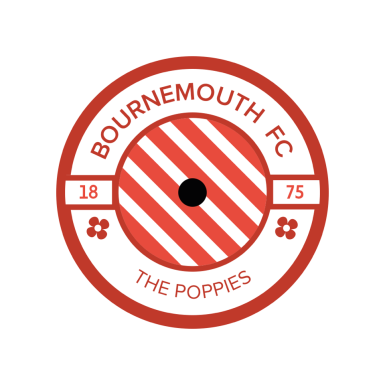 BOURNEMOUTH FC
18
75
THE POPPIES